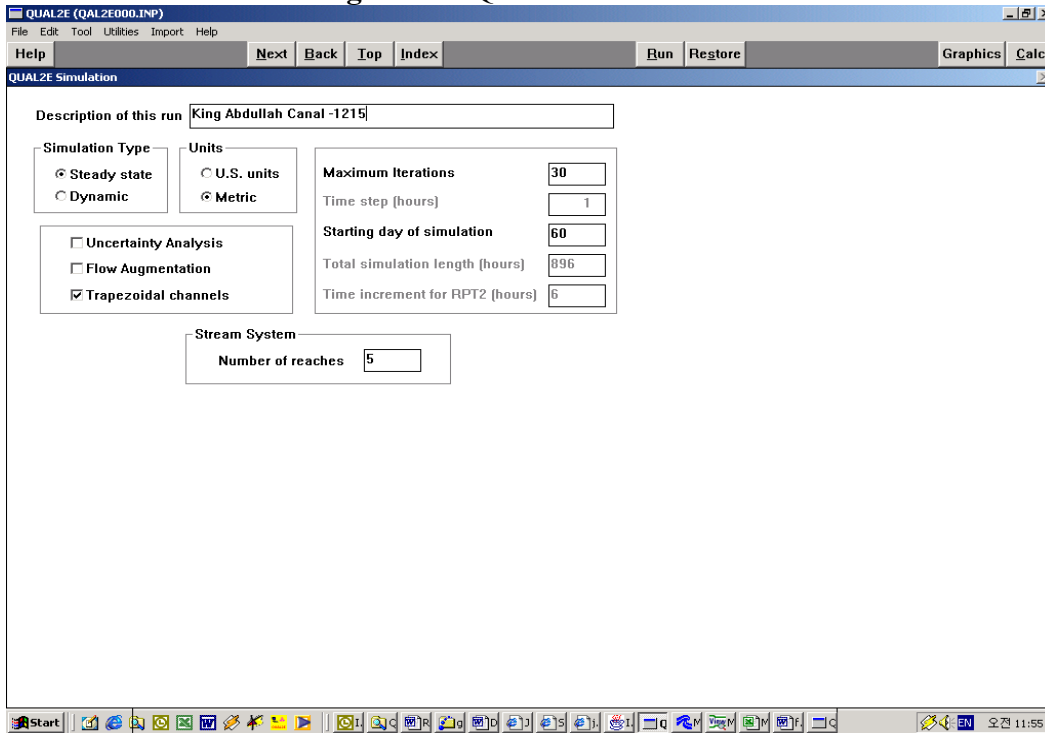 QUAL2E (QAL2E000.INP)
File Edit Tool Utilities Import Help
Help Next Back Top Index Run Restore Graphics Calc
QUAL2E Simulation
Description of this run King Abdullah Canal -1215
Simulation Type
Steady state
Dynamic
Units
U.S. units
Metric
Uncertainty Analysis
Flow Augmentation
Trapezoidal channels
Maximum Iterations 30
Time step (hours) 1
Starting day of simulation 60
Total simulation length (hours) 896
Time increment for RPT2 (hours) 6
Stream System
Number of reaches 5
Start EN 오전 11:55